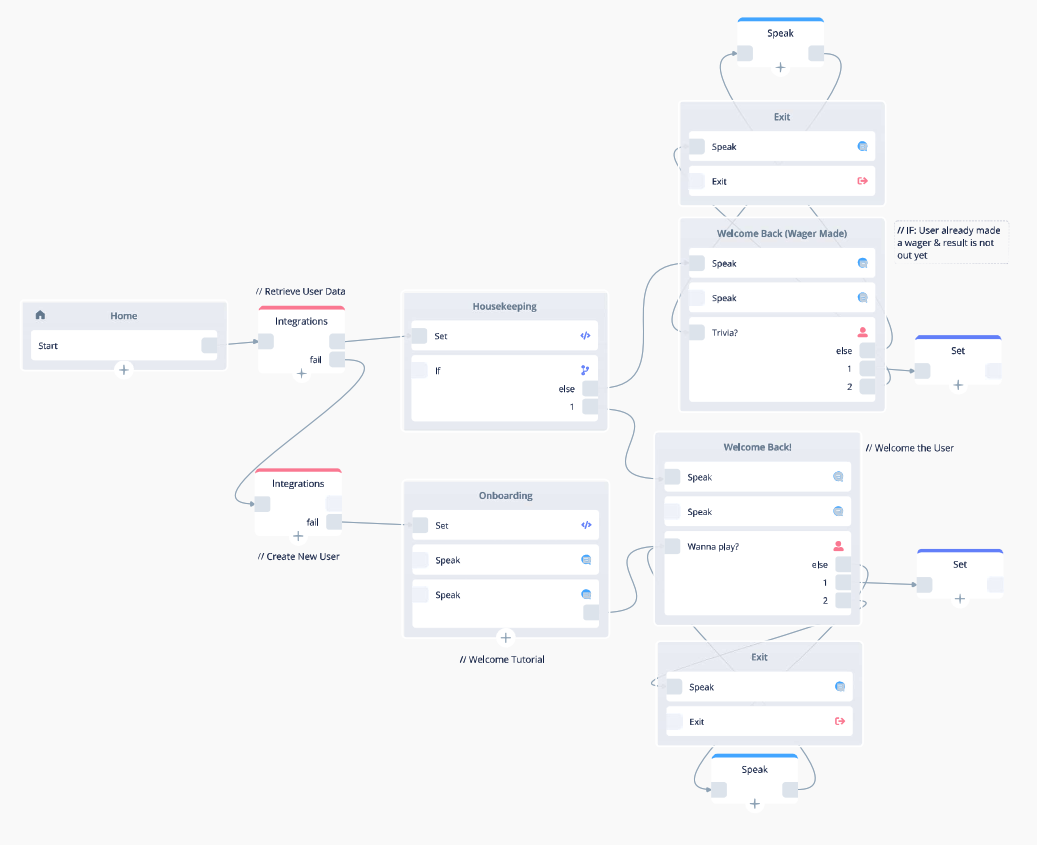 Speak
Exit
Speak
Exit
Welcome Back (Wager Made)
Speak
Speak
Trivia?
else
1
2
// IF: User already made
a wager & result is not
out yet
Set
// Retrieve User Data
Home
Start
Integrations
fail
Housekeeping
Set
If
else
1
Welcome Back!
// Welcome the User
Speak
Speak
Wanna play?
else
1
2
Set
Integrations
fail
// Create New User
Onboarding
Set
Speak
Speak
// Welcome Tutorial
Exit
Speak
Exit
Speak